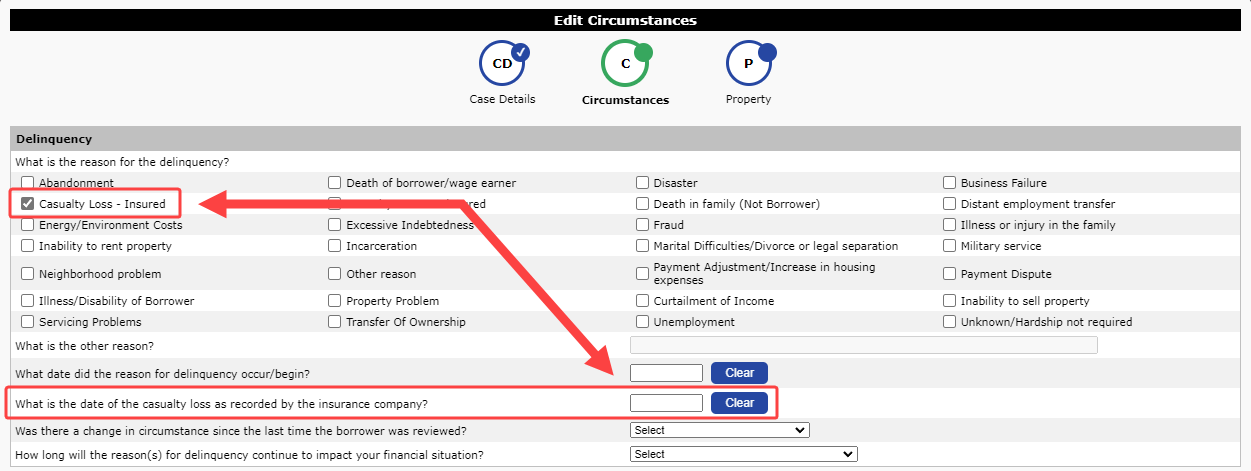 Edit Circumstances
CD C P
Case Details Circumstances Property
Delinquency
What is the reason for the delinquency?
Abandonment Death of borrower/wage earner Disaster Business Failure
Casualty Loss - Insured red Death in family (Not Borrower) Distant employment transfer
Energy/Environment Costs Excessive Indebtedness Fraud Illness or injury in the family
Inability to rent property Incarceration Marital Difficulties/Divorce or legal separation Military service
Neighborhood problem Other reason Payment Adjustment/Increase in housing
expenses Payment Dispute
Illness/Disability of Borrower Property Problem Curtailment of Income Inability to sell property
Servicing Problems Transfer Of Ownership Unemployment Unknown/Hardship not required
What is the other reason?
What date did the reason for delinquency occur/begin? Clear
What is the date of the casualty loss as recorded by the insurance company? Clear
Was there a change in circumstance since the last time the borrower was reviewed? Select
How long will the reason(s) for delinquency continue to impact your financial situation? Select